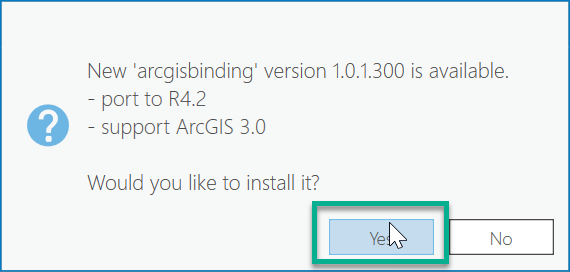 New 'arcgisbinding' version 1.0.1.300 is available.
- port to R4.2
- support ArcGIS 3.0
Would you like to install it?
Yes
No